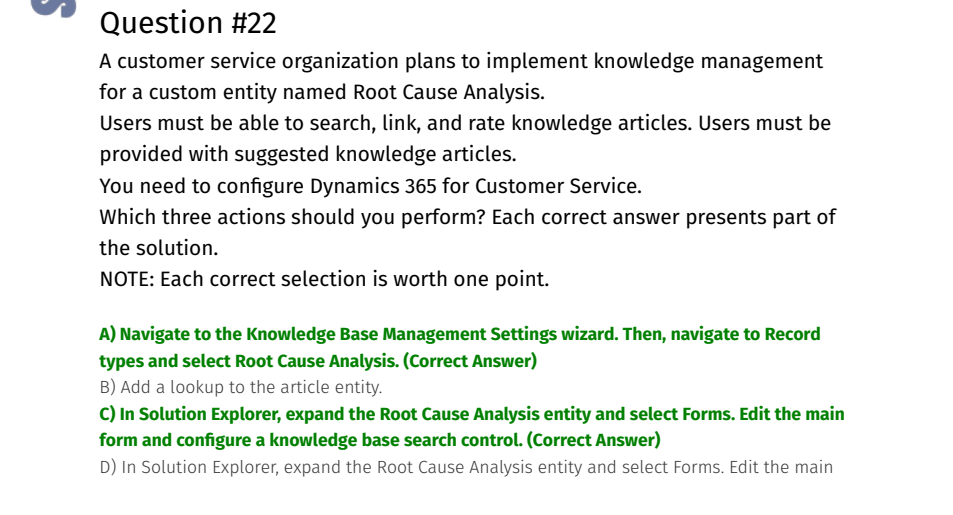 Question #22
A customer service organization plans to implement knowledge management
for a custom entity named Root Cause Analysis.
Users must be able to search, link, and rate knowledge articles. Users must be
provided with suggested knowledge articles.
You need to configure Dynamics 365 for Customer Service.
Which three actions should you perform? Each correct answer presents part of
the solution.
NOTE: Each correct selection is worth one point.
A) Navigate to the Knowledge Base Management Settings wizard. Then, navigate to Record
types and select Root Cause Analysis. (Correct Answer)
B) Add a lookup to the article entity.
C) In Solution Explorer, expand the Root Cause Analysis entity and select Forms. Edit the main
form and configure a knowledge base search control. (Correct Answer)
D) In Solution Explorer, expand the Root Cause Analysis entity and select Forms. Edit the main